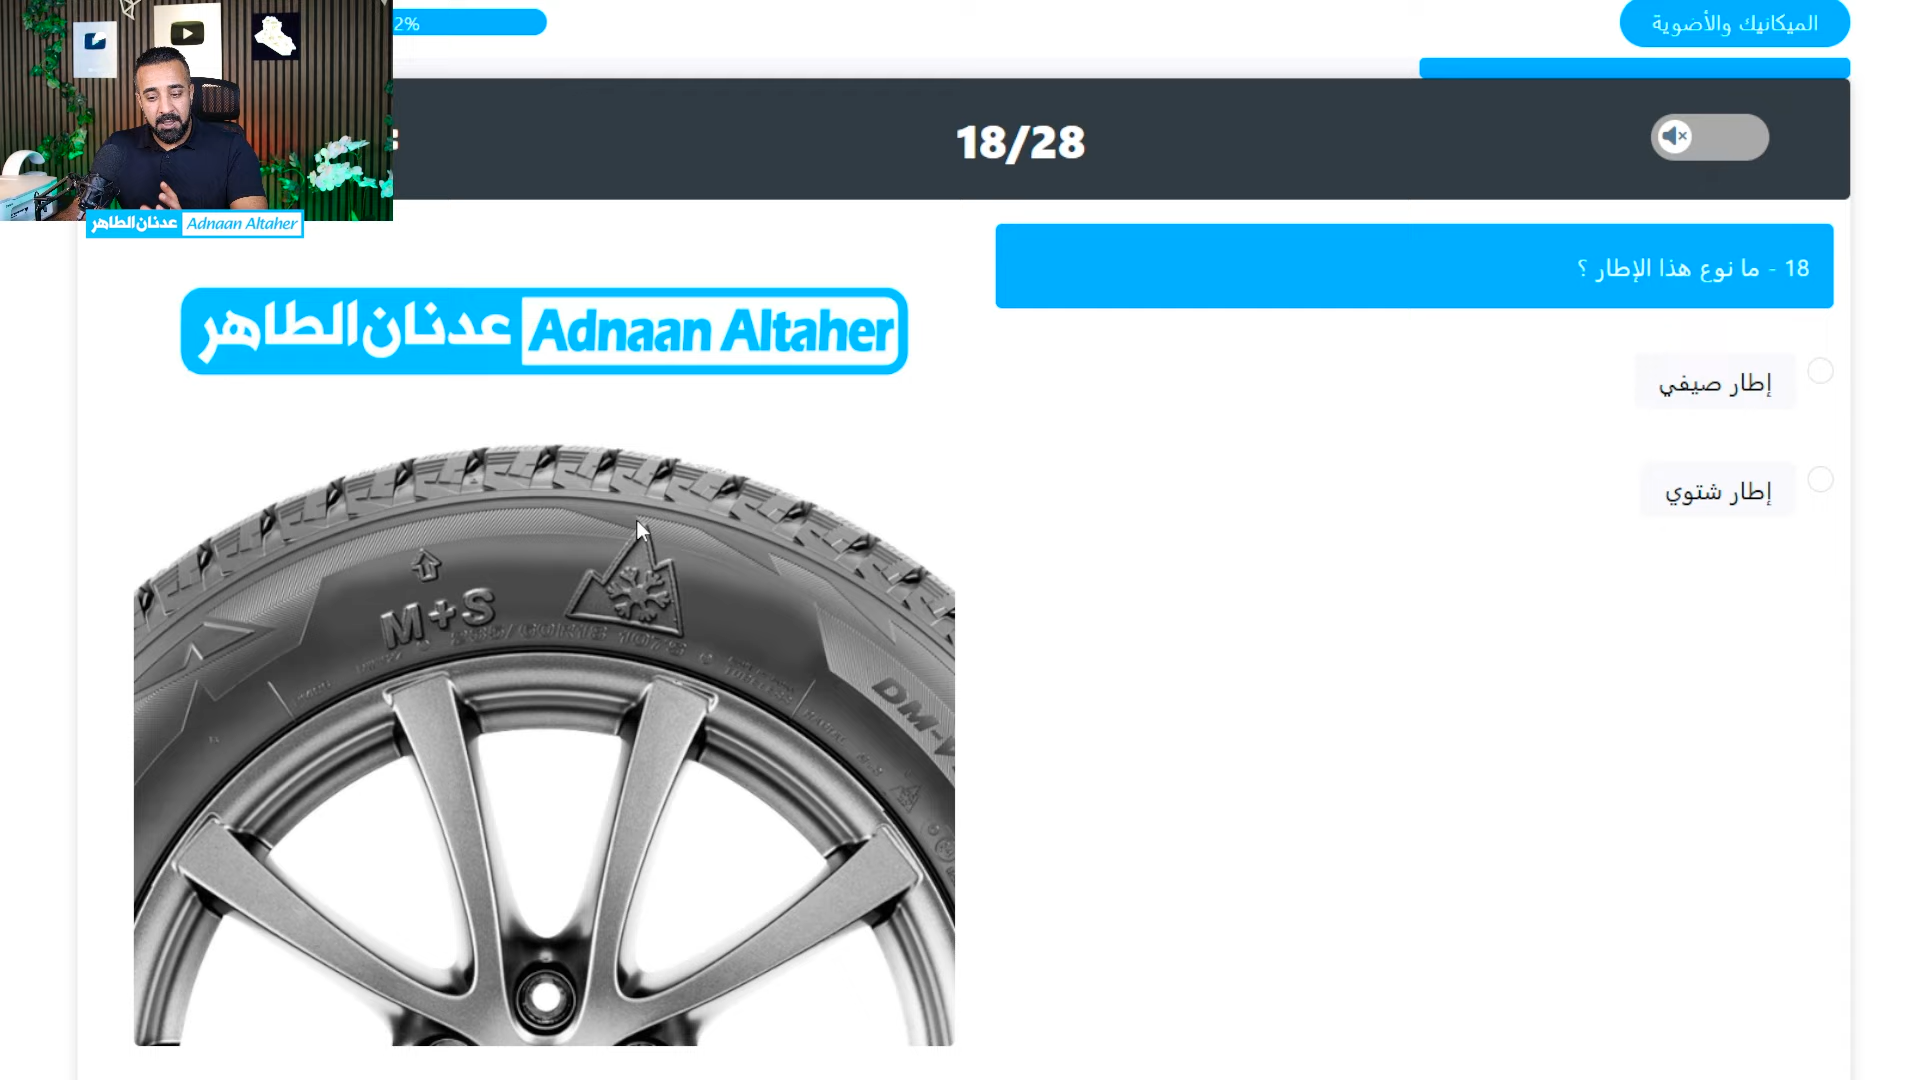 2%
الميكانيك والأضوية
18/28
عدنان الطاهر Adnaan Altaher
18 - ما نوع هذا الإطار ؟
عدنان الطاهر Adnaan Altaher
إطار صيفي
إطار شتوي
M+S
DM-V